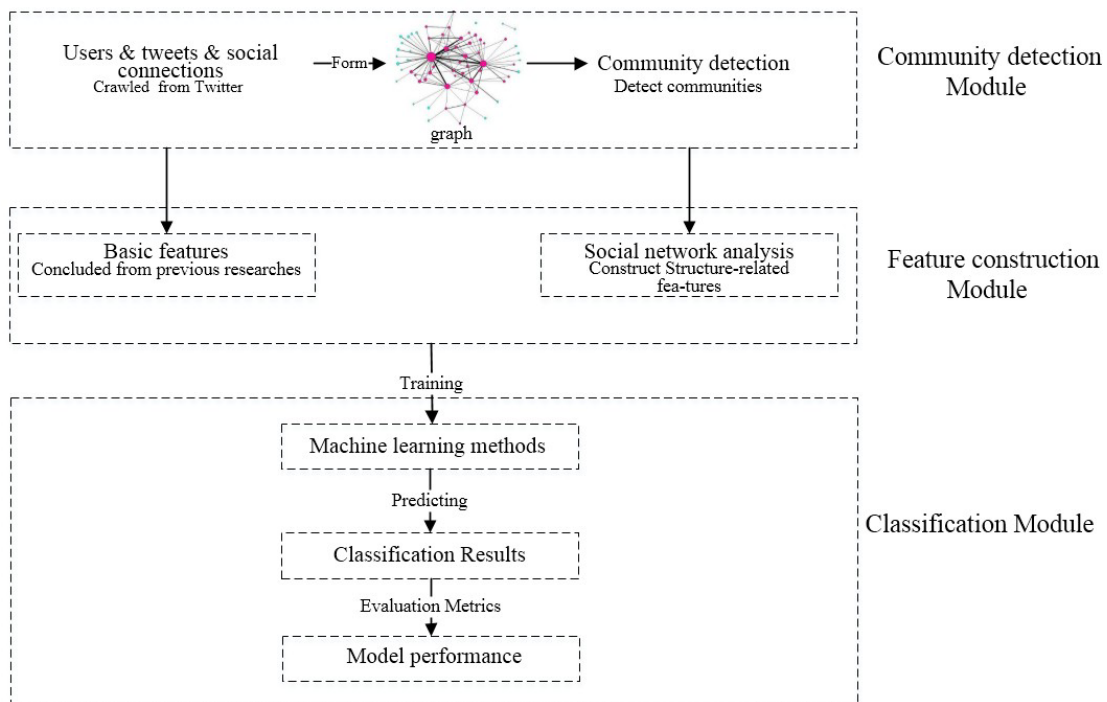 Users & tweets & social
connections
Crawled from Twitter
Form
graph
Community detection
Detect communities
Community detection
Module
Basic features
Concluded from previous researches
Social network analysis
Construct Structure-related
fea-tures
Feature construction
Module
Training
Machine learning methods
Predicting
Classification Results
Evaluation Metrics
Model performance
Classification Module